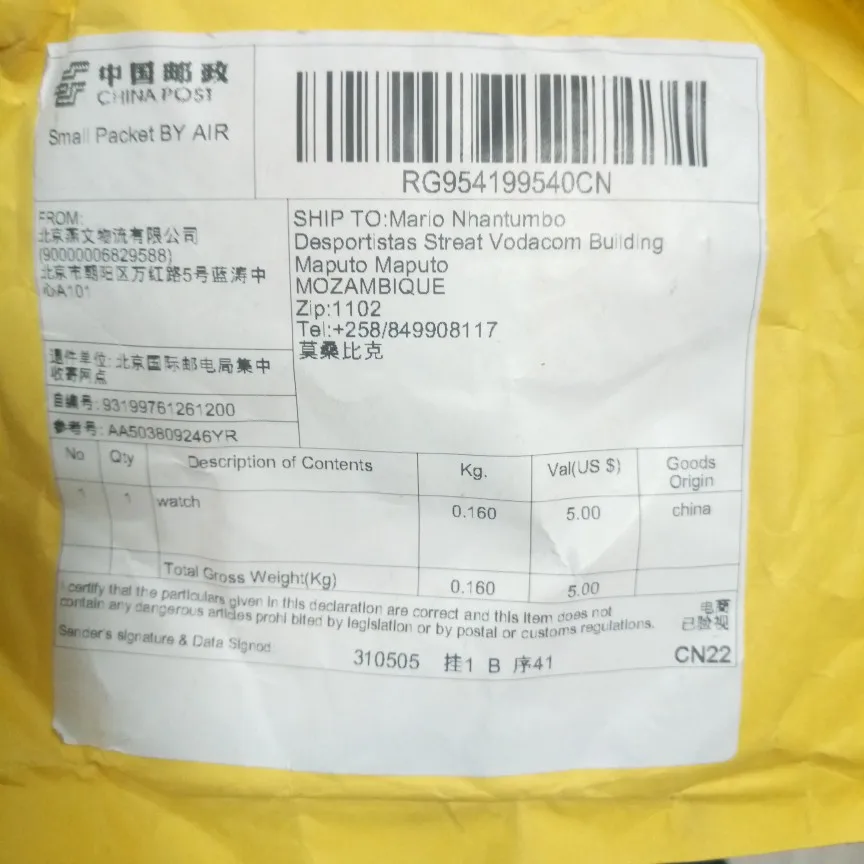 中国邮政
CHINA POST
Small Packet BY AIR
RG954199540CN
FROM:
北京燕文物流有限公司
(90000006829588)
北京市朝阳区万红路5号蓝涛中
心A101
SHIP TO:Mario Nhantumbo
Desportistas Streat Vodacom Building
Maputo Maputo
MOZAMBIQUE
Zip:1102
Tel:+258/849908117
莫桑比克
退件单位: 北京国际邮电局集中
收寄网点
自编号:93199761261200
参考号: AA503809246YR
No Qty Description of Contents Kg. Val(US $) Goods Origin
1 1 watch 0.160 5.00 china
Total Gross Weight(Kg) 0.160 5.00
I certify that the particulars given in this declaration are correct and this item does not
contain any dangerous articles prohibited by legislation or by postal or customs regulations.
Sender's signature & Data Signed
电商
已验视
310505 挂1 B 序41
CN22